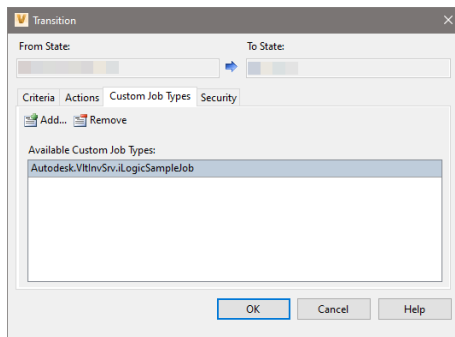 Transition
From State:
To State:
Criteria Actions Custom Job Types Security
Add... Remove
Available Custom Job Types:
Autodesk.VltInvSrv.iLogicSampleJob
OK Cancel Help